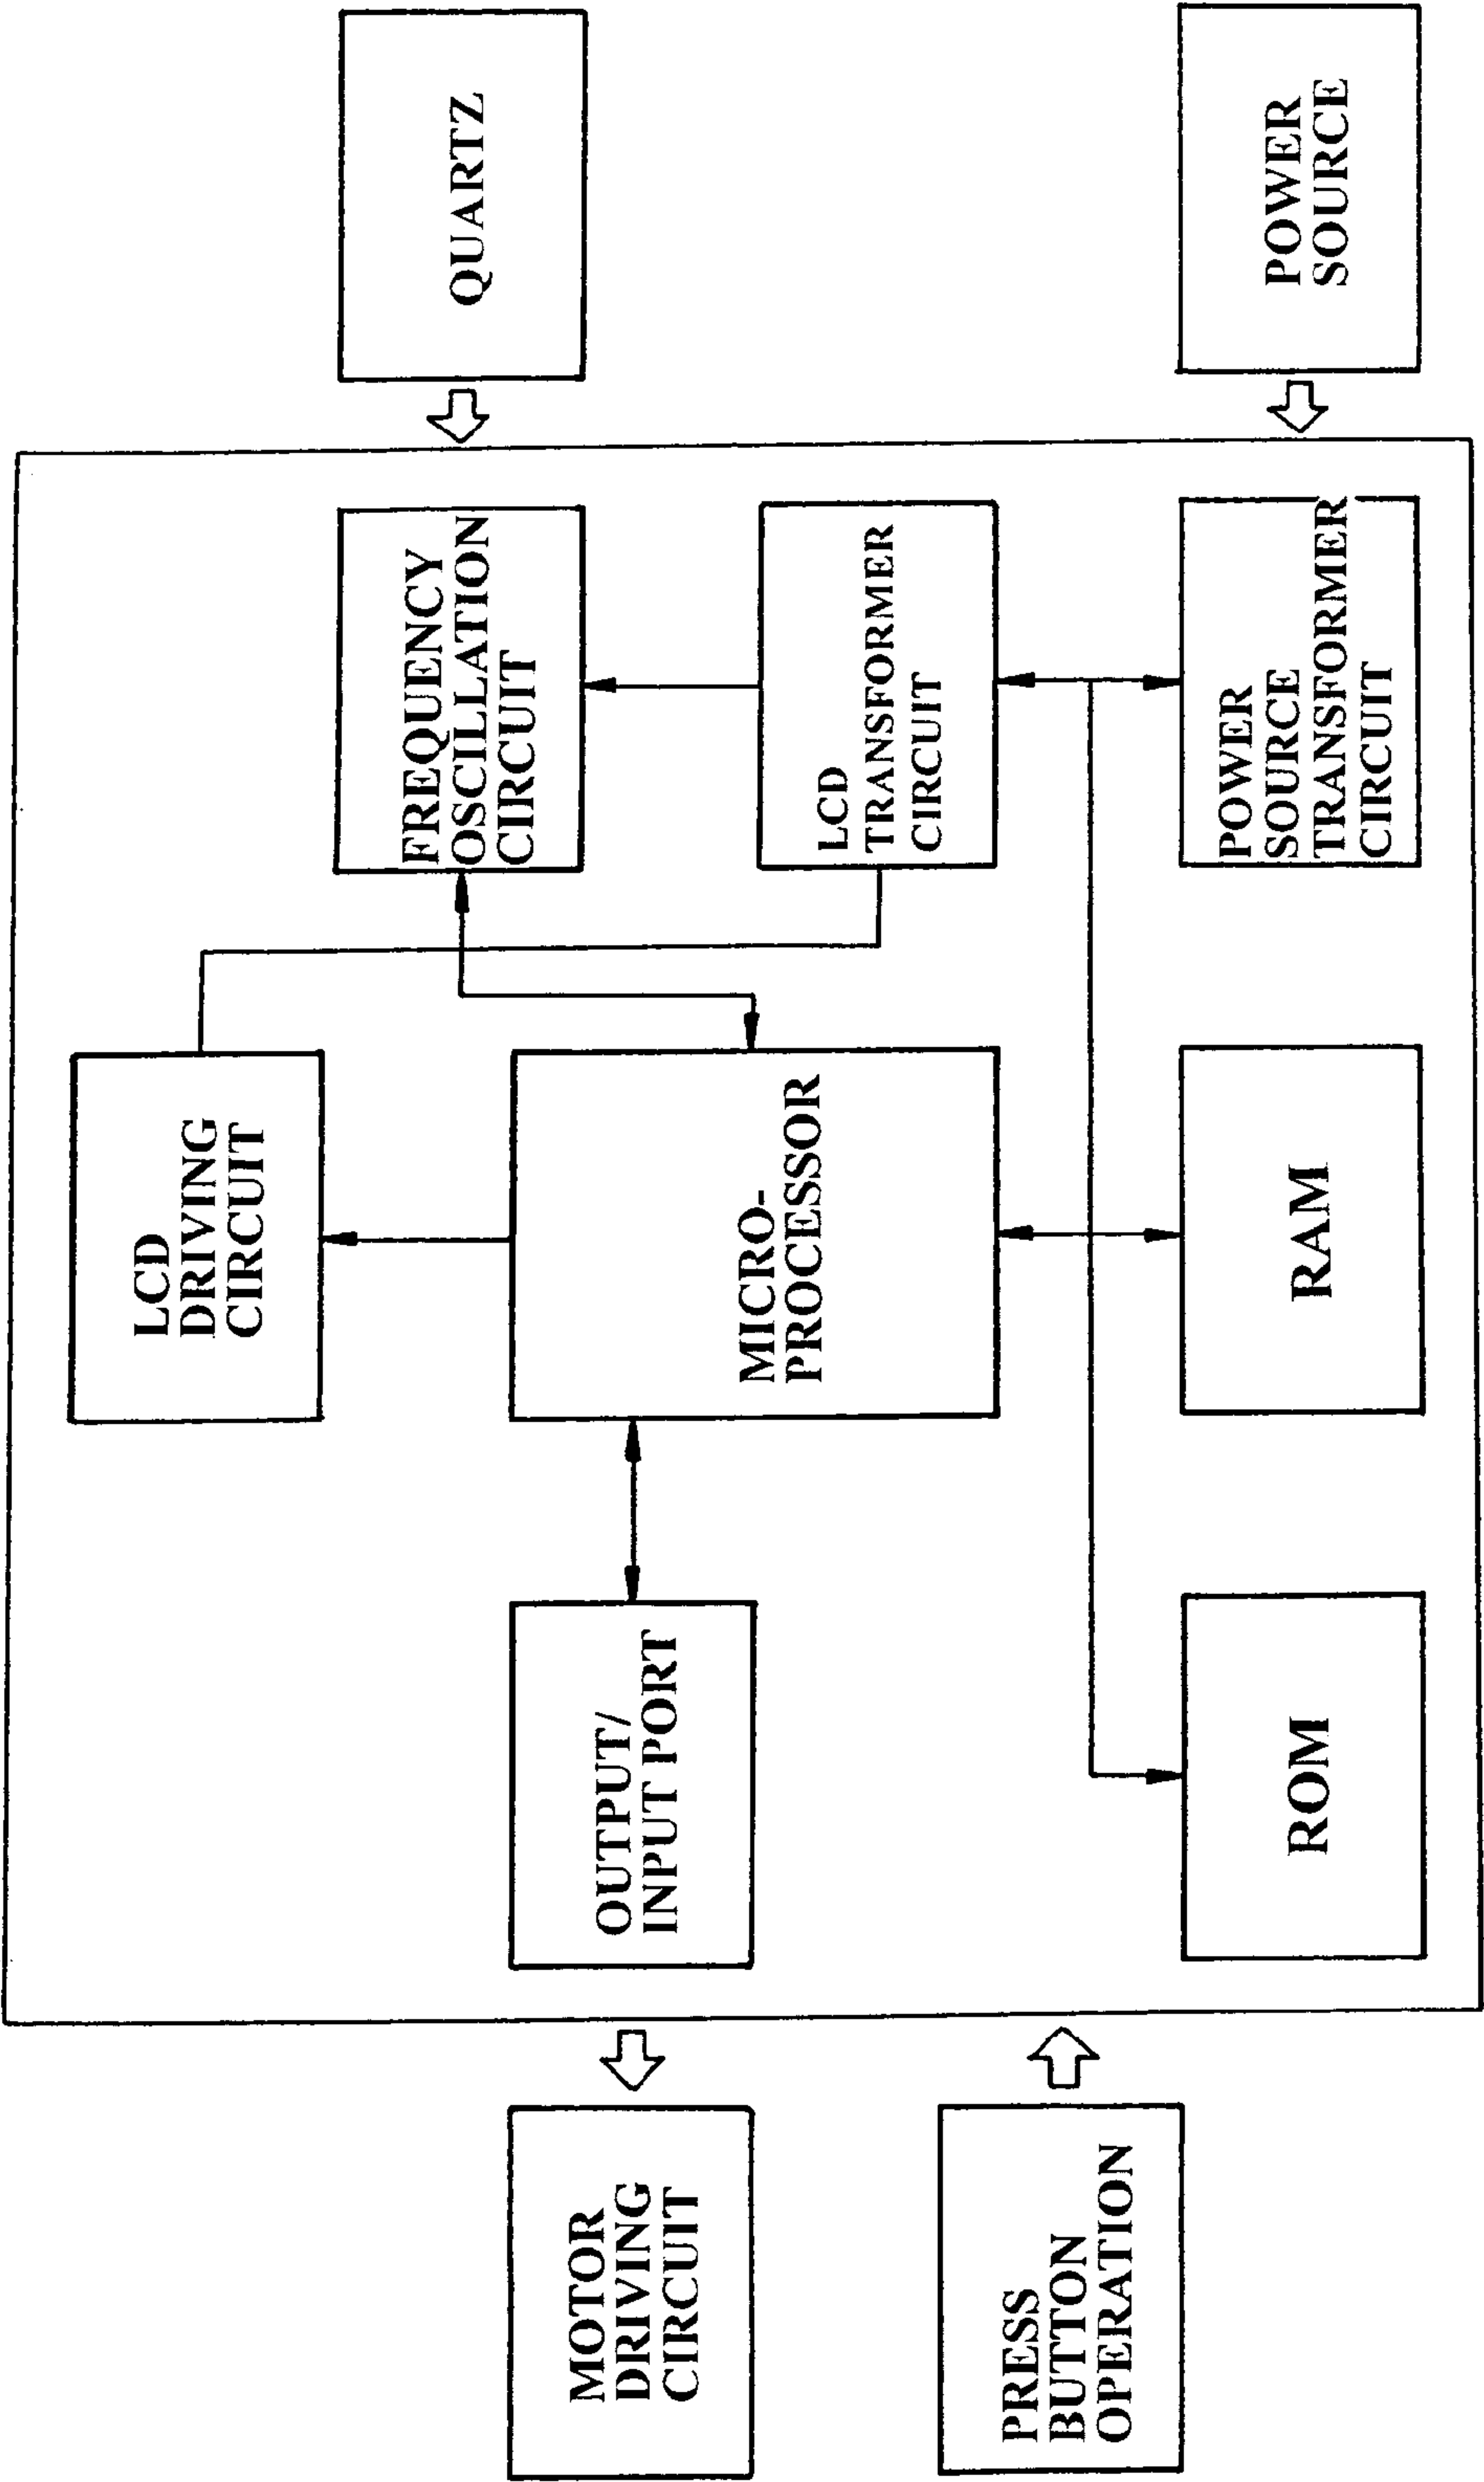 LCD
DRIVING
CIRCUIT
QUARTZ
FREQUENCY
OSCILLATION
CIRCUIT
MOTOR
DRIVING
CIRCUIT
OUTPUT/
INPUT PORT
MICRO-
PROCESSOR
LCD
TRANSFORMER
CIRCUIT
PRESS
BUTTON
OPERATION
ROM
RAM
POWER
SOURCE
TRANSFORMER
CIRCUIT
POWER
SOURCE